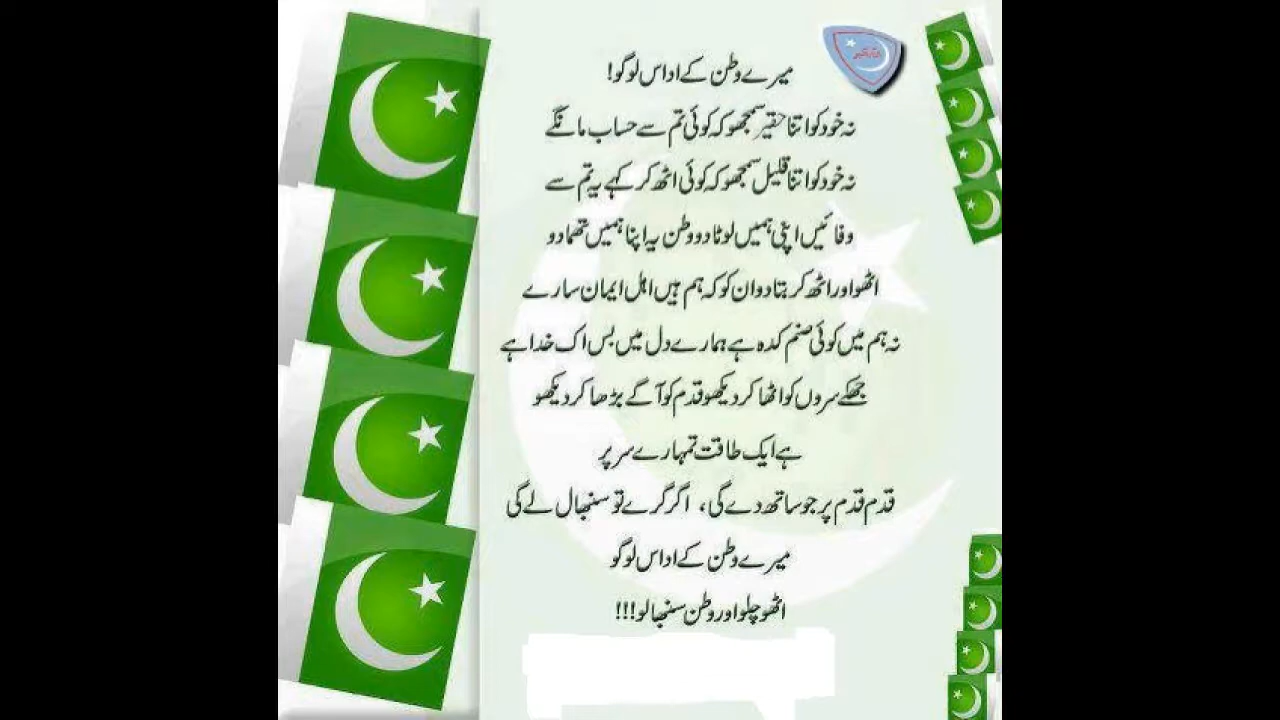 میرے وطن کے اداس لوگو!
نہ خود کو اتنا حقیر سمجھو کہ کوئی تم سے حساب مانگے
نہ خود کو اتنا قلیل سمجھو کہ کوئی اٹھ کر کہے یہ تم سے
وفائیں اپنی ہمیں لوٹا دو وطن یہ اپنا ہمیں تھما دو
اٹھو اور اٹھ کر بتا دو ان کو کہ ہم ہیں اہل ایمان سارے
نہ ہم میں کوئی صنم کدہ ہے ہمارے دل میں بس اک خدا ہے
جھکے سروں کو اٹھا کر دیکھو قدم کو آگے بڑھا کر دیکھو
ہے ایک طاقت تمہارے سر پر
قدم قدم پر جو ساتھ دے گی، اگر گرے تو سنبھال لے گی
میرے وطن کے اداس لوگو
اٹھو چلو اور وطن سنبھالو!!!